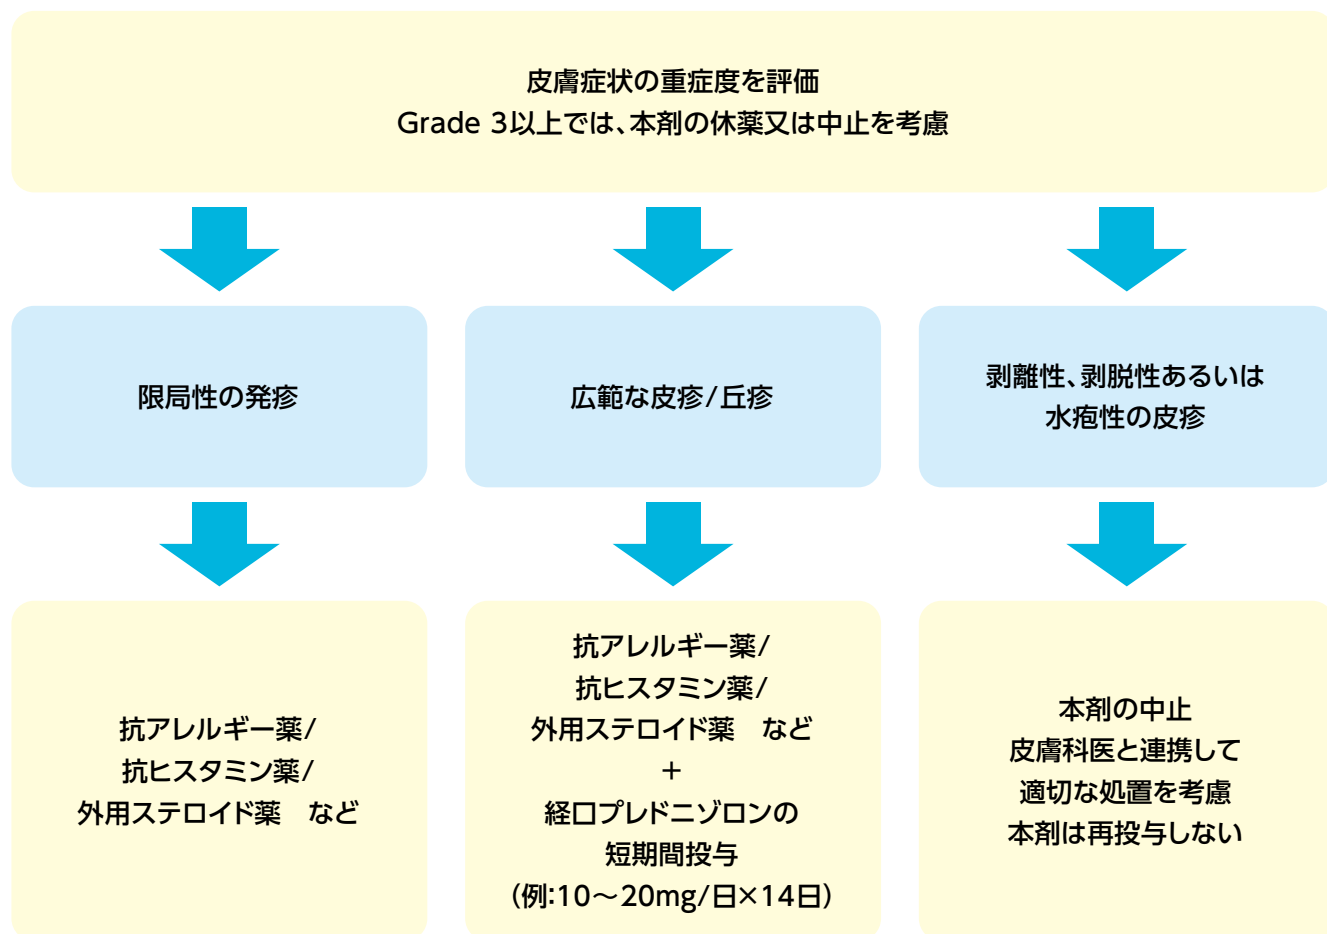 皮膚症状の重症度を評価
Grade 3以上では、本剤の休薬又は中止を考慮
限局性の発疹
広範な皮疹/丘疹
剥離性、剥脱性あるいは
水疱性の皮疹
抗アレルギー薬/
抗ヒスタミン薬/
外用ステロイド薬　など
抗アレルギー薬/
抗ヒスタミン薬/
外用ステロイド薬　など
+
経口プレドニゾロンの
短期間投与
(例:10〜20mg/日×14日)
本剤の中止
皮膚科医と連携して
適切な処置を考慮
本剤は再投与しない